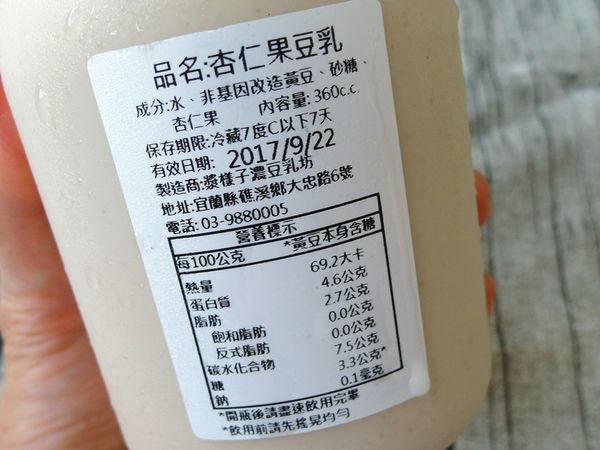 品名:杏仁果豆乳
成分:水、非基因改造黃豆、砂糖、
杏仁果 內容量:360c.c.
保存期限:冷藏7度C以下7天
有效日期: 2017/9/22
製造商:漿樣子濃豆乳坊
地址:宜蘭縣礁溪鄉大忠路6號
電話:03-9880005
營養標示
每100公克 *黃豆本身含糖
熱量 69.2大卡
蛋白質 4.6公克
脂肪 2.7公克
飽和脂肪 0.0公克
反式脂肪 0.0公克
碳水化合物 7.5公克
糖 3.3公克*
鈉 0.1毫克
*開瓶後請盡速飲用完畢
*飲用前請先搖晃均勻